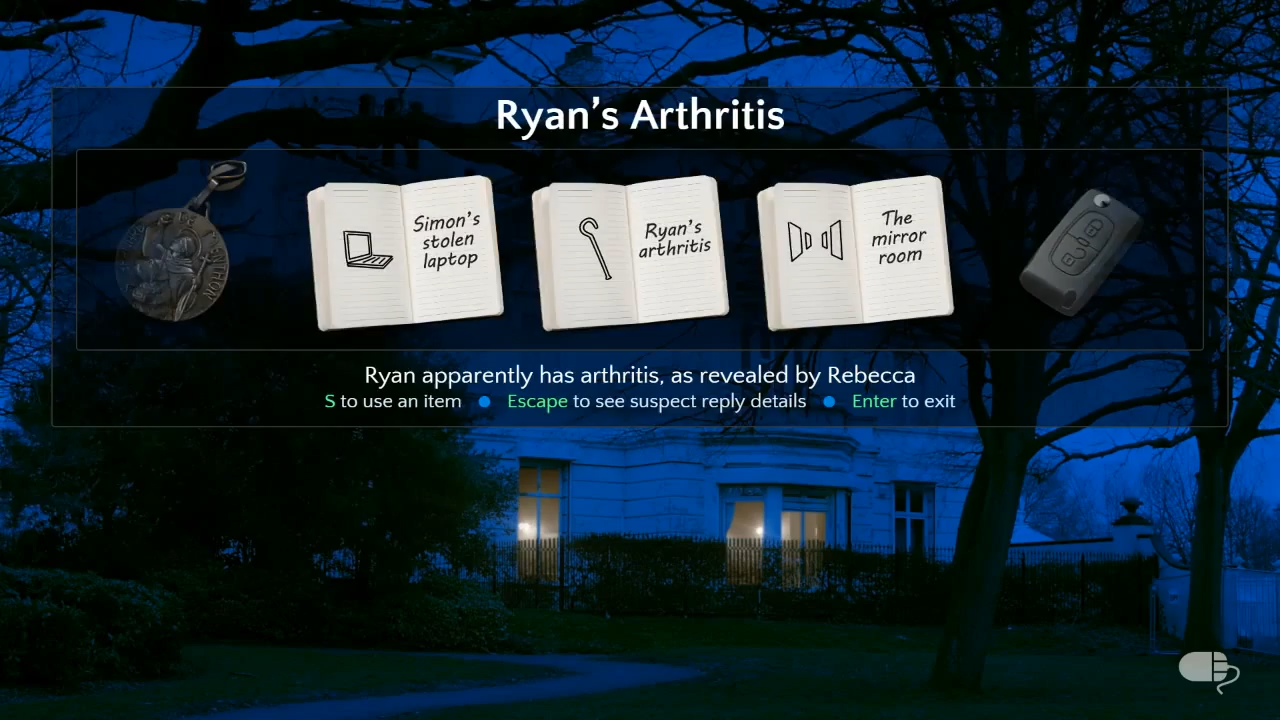 Ryan's Arthritis
Simon's
stolen
laptop
Ryan's
arthritis
The
mirror
room
Ryan apparently has arthritis, as revealed by Rebecca
S to use an item ● Escape to see suspect reply details ● Enter to exit